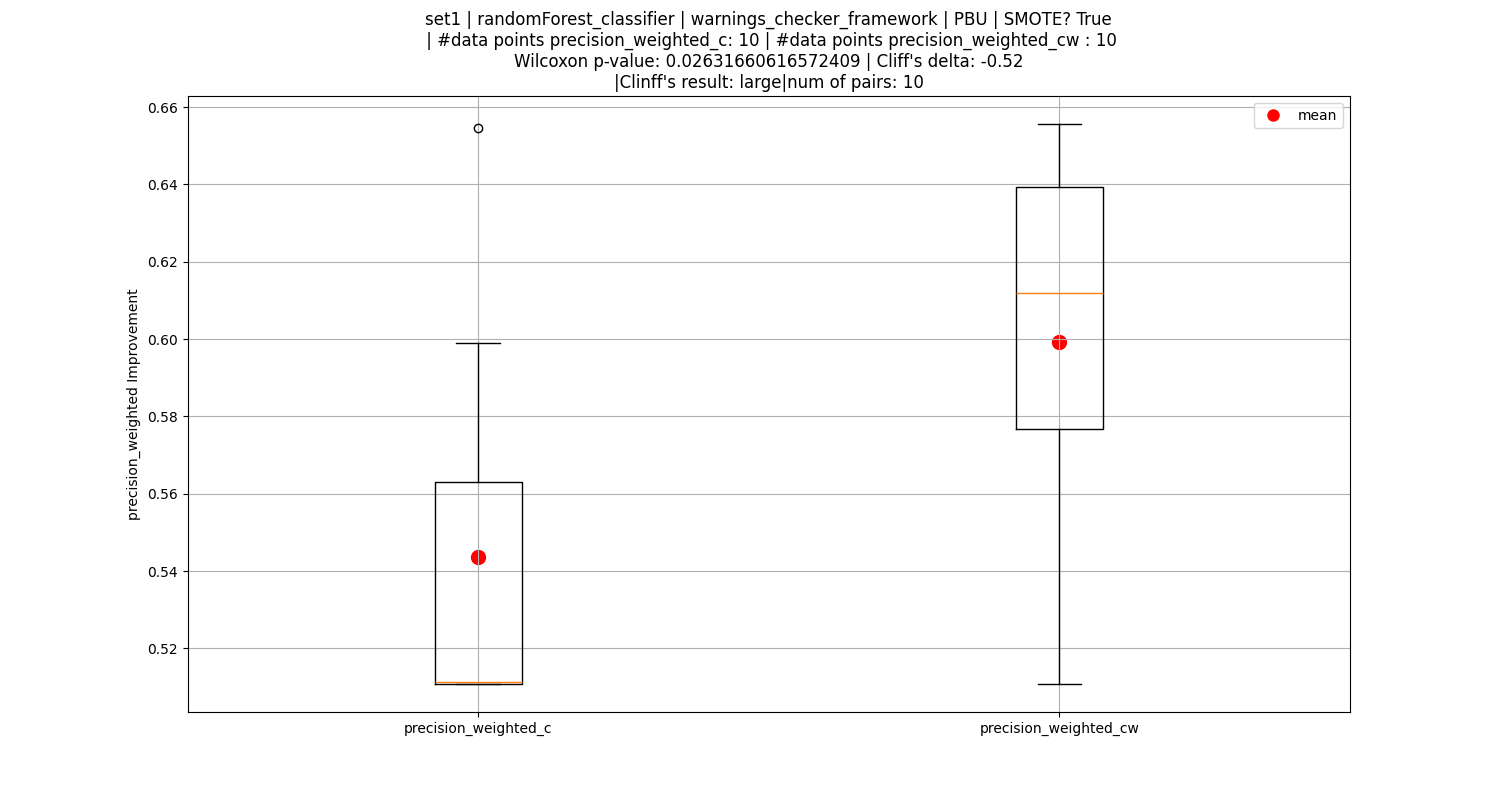 set1 | randomForest_classifier | warnings_checker_framework | PBU | SMOTE? True
| #data points precision_weighted_c: 10 | #data points precision_weighted_cw : 10
Wilcoxon p-value: 0.02631660616572409 | Cliff's delta: -0.52
|Clinff's result: large|num of pairs: 10
mean
precision_weighted Improvement
0.66
0.64
0.62
0.60
0.58
0.56
0.54
0.52
precision_weighted_c
precision_weighted_cw